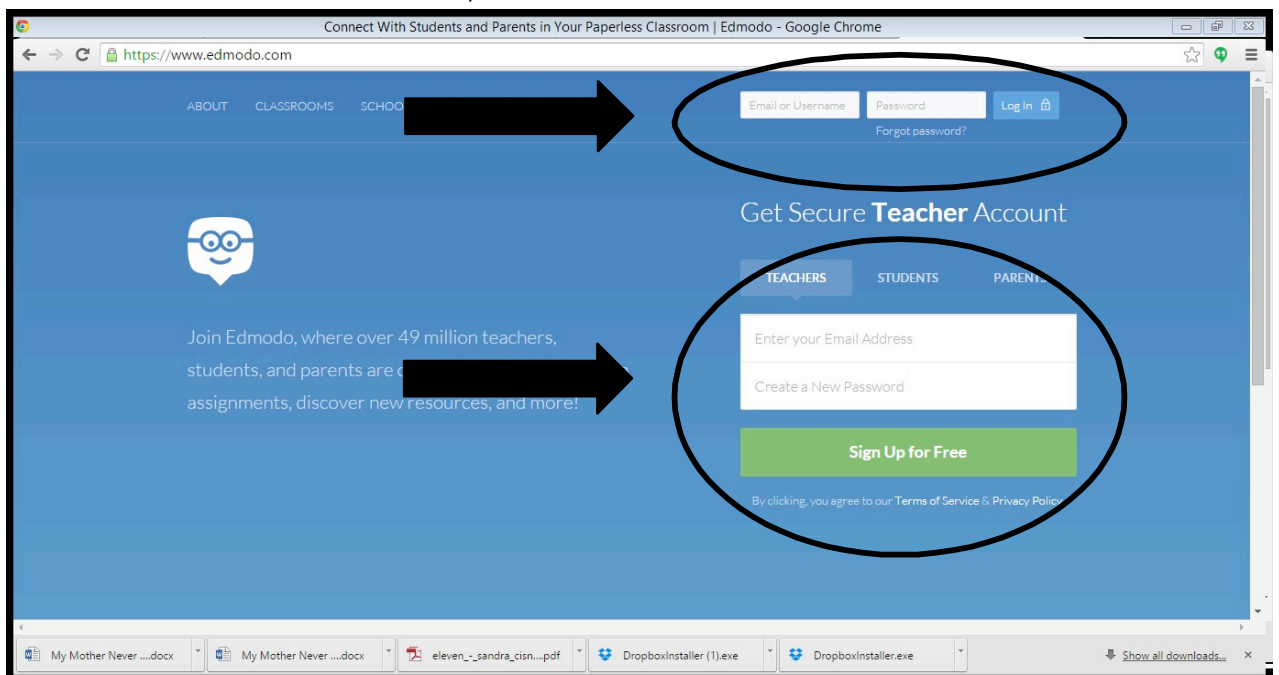 Connect With Students and Parents in Your Paperless Classroom | Edmodo - Google Chrome
https://www.edmodo.com
ABOUT CLASSROOMS SCHOO
Email or Username Password Log In
Forgot password?
Get Secure Teacher Account
TEACHERS STUDENTS PARENTS
Join Edmodo, where over 49 million teachers,
students, and parents are
assignments, discover new resources, and more!
Enter your Email Address
Create a New Password
Sign Up for Free
By clicking, you agree to our Terms of Service & Privacy Policy
My Mother Never ....docx My Mother Never ....docx eleven_-_sandra_cisn....pdf DropboxInstaller (1).exe DropboxInstaller.exe Show all downloads...